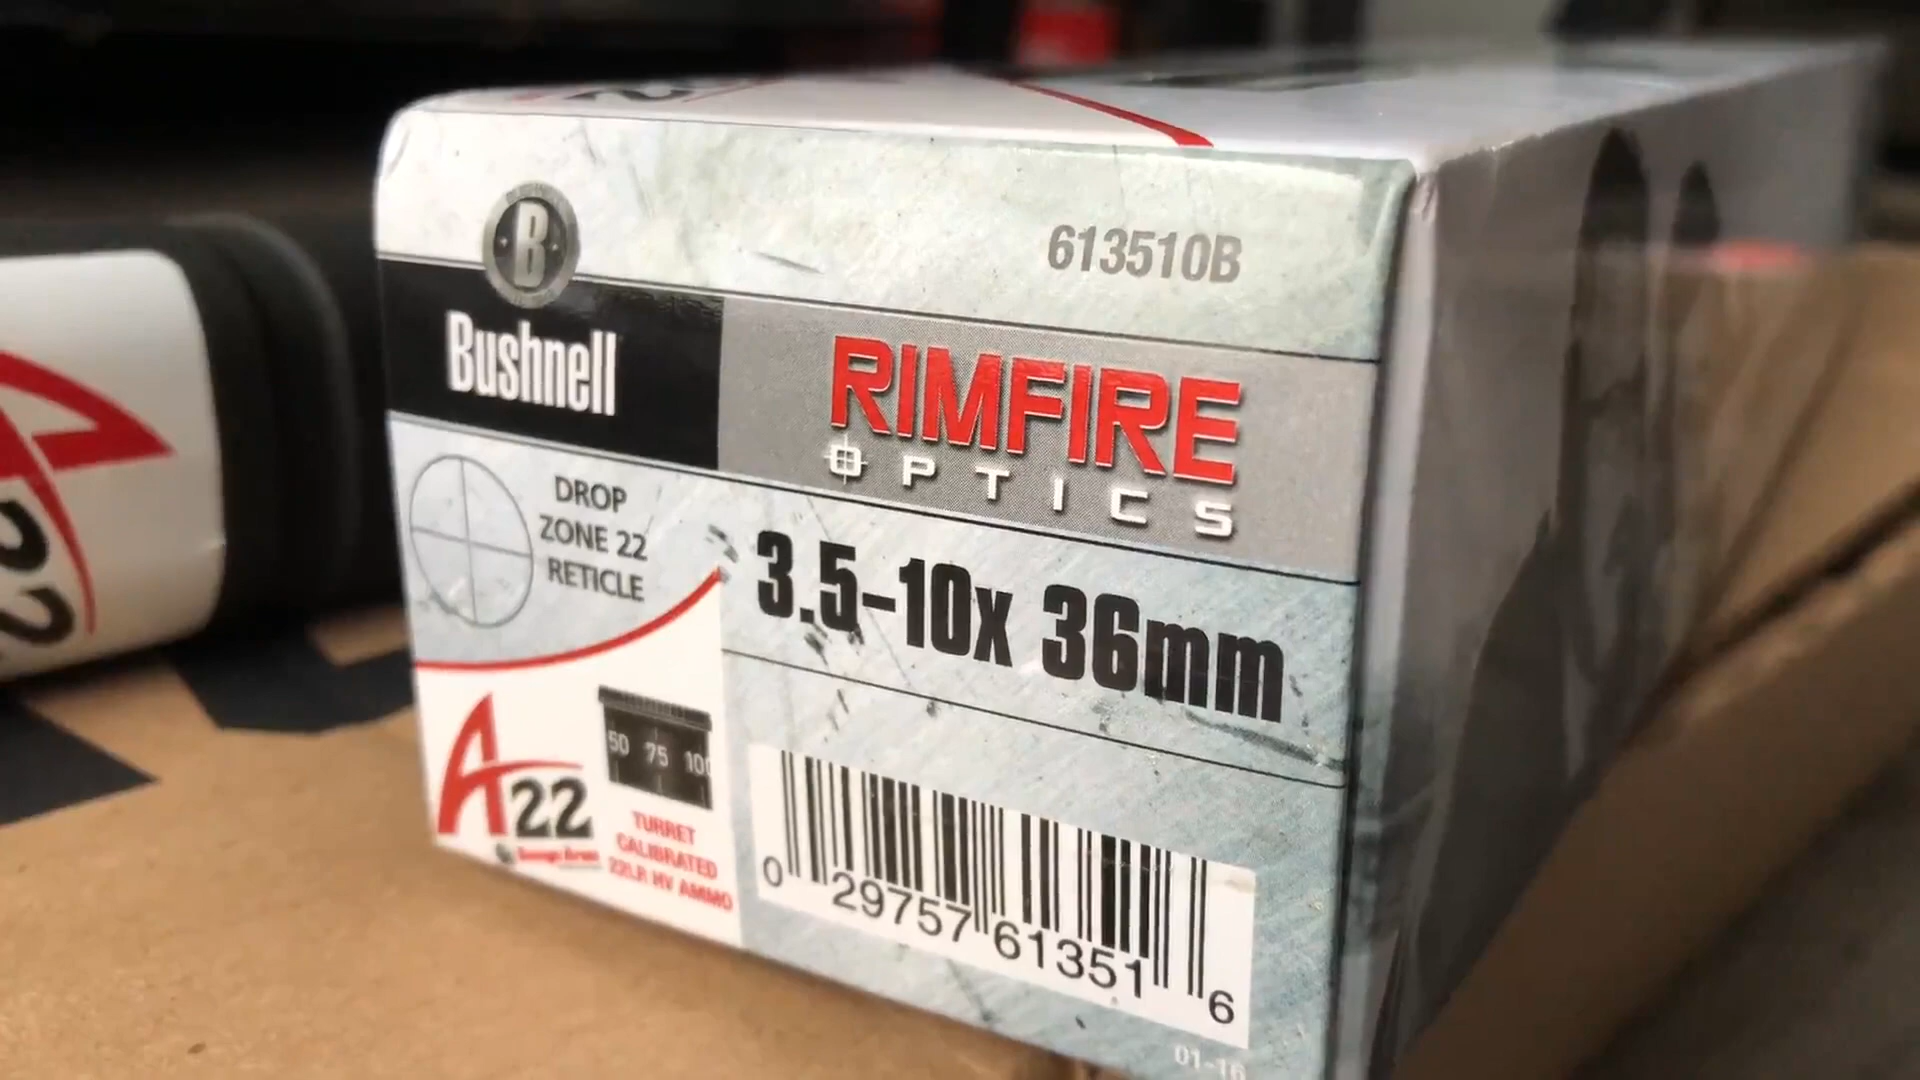 613510B
B
Bushnell
RIMFIRE
OPTICS
DROP
ZONE 22
RETICLE
3.5-10x 36mm
A22
50 75 100
Savage Arms
TURRET
CALIBRATED
22LR HV AMMO
0 29757 61351 6
01-16
22